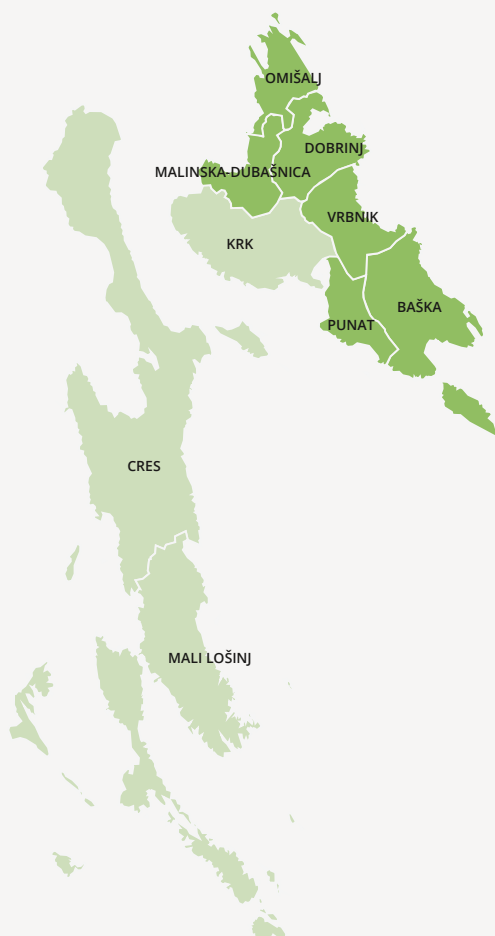 OMIŠALJ
DOBRINJ
MALINSKA-DUBAŠNICA
VRBNIK
KRK
BAŠKA
PUNAT
CRES
MALI LOŠINJ